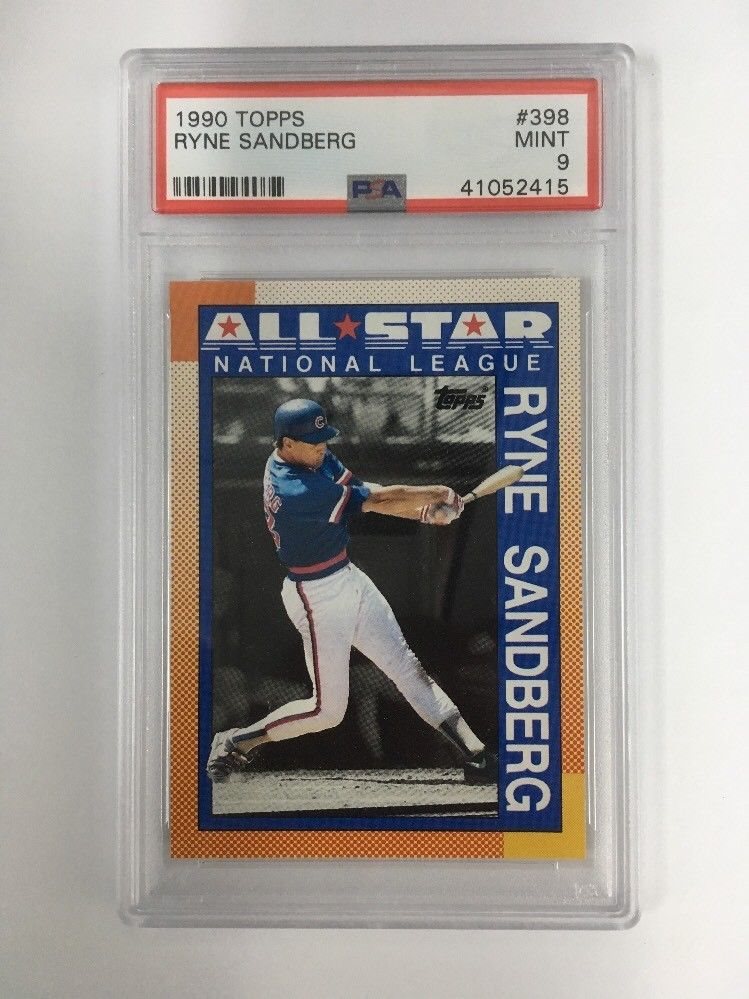 1990 TOPPS #398
RYNE SANDBERG MINT
9
PSA 41052415
ALL★STAR
NATIONAL LEAGUE
Topps®
RYNE SANDBERG
C